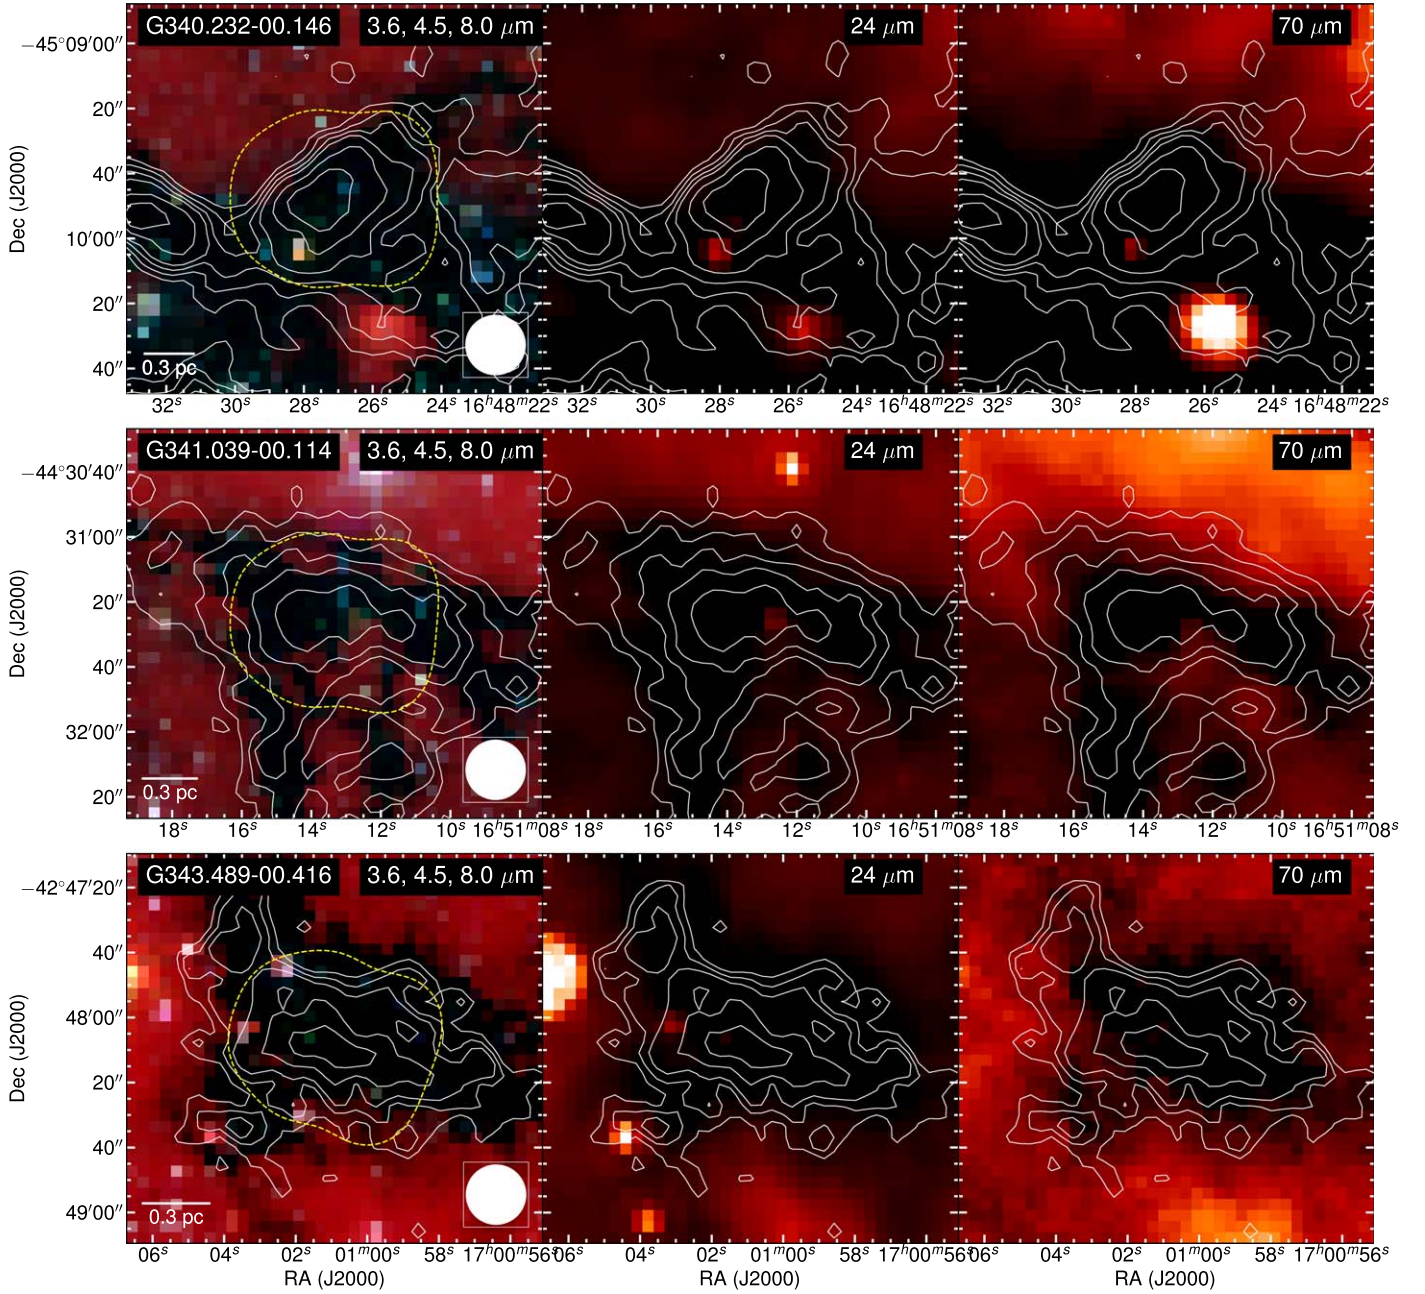 G340.232-00.146 3.6, 4.5, 8.0 μm 24 μm 70 μm
−45°09′00″
20″
40″
10′00″
20″
40″
Dec (J2000)
0.3 pc
32ˢ 30ˢ 28ˢ 26ˢ 24ˢ 16ʰ48ᵐ22ˢ 32ˢ 30ˢ 28ˢ 26ˢ 24ˢ 16ʰ48ᵐ22ˢ 32ˢ 30ˢ 28ˢ 26ˢ 24ˢ 16ʰ48ᵐ22ˢ
G341.039-00.114 3.6, 4.5, 8.0 μm 24 μm 70 μm
−44°30′40″
31′00″
20″
40″
32′00″
20″
Dec (J2000)
0.3 pc
18ˢ 16ˢ 14ˢ 12ˢ 10ˢ 16ʰ51ᵐ08ˢ 18ˢ 16ˢ 14ˢ 12ˢ 10ˢ 16ʰ51ᵐ08ˢ 18ˢ 16ˢ 14ˢ 12ˢ 10ˢ 16ʰ51ᵐ08ˢ
G343.489-00.416 3.6, 4.5, 8.0 μm 24 μm 70 μm
−42°47′20″
40″
48′00″
20″
40″
49′00″
Dec (J2000)
0.3 pc
06ˢ 04ˢ 02ˢ 01ᵐ00ˢ 58ˢ 17ʰ00ᵐ56ˢ 06ˢ 04ˢ 02ˢ 01ᵐ00ˢ 58ˢ 17ʰ00ᵐ56ˢ 06ˢ 04ˢ 02ˢ 01ᵐ00ˢ 58ˢ 17ʰ00ᵐ56ˢ
RA (J2000) RA (J2000) RA (J2000)